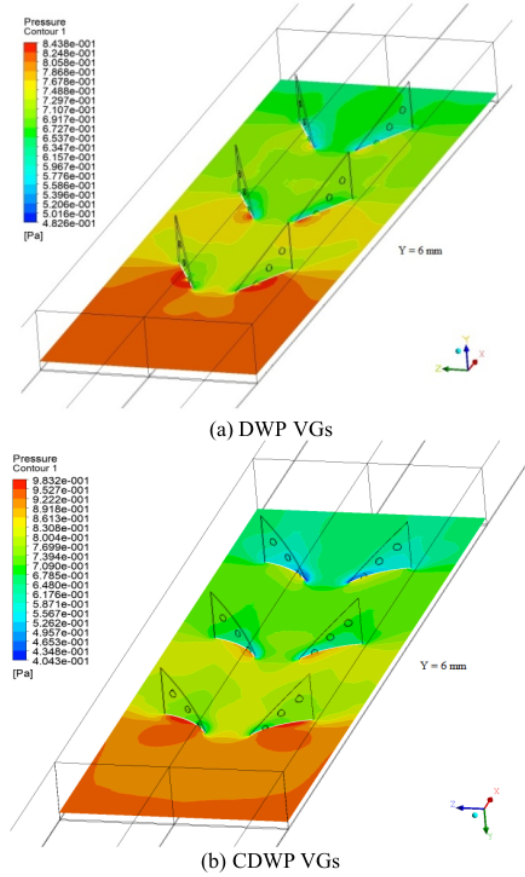 Pressure
Contour 1
8.438e-001
8.248e-001
8.058e-001
7.868e-001
7.678e-001
7.488e-001
7.297e-001
7.107e-001
6.917e-001
6.727e-001
6.537e-001
6.347e-001
6.157e-001
5.967e-001
5.776e-001
5.586e-001
5.396e-001
5.206e-001
5.016e-001
4.826e-001
[Pa]
Y = 6 mm
Y
X
Z
(a) DWP VGs
Pressure
Contour 1
9.832e-001
9.527e-001
9.222e-001
8.918e-001
8.613e-001
8.308e-001
8.004e-001
7.699e-001
7.394e-001
7.090e-001
6.785e-001
6.480e-001
6.176e-001
5.871e-001
5.567e-001
5.262e-001
4.957e-001
4.653e-001
4.348e-001
4.043e-001
[Pa]
Y = 6 mm
X
Z
Y
(b) CDWP VGs